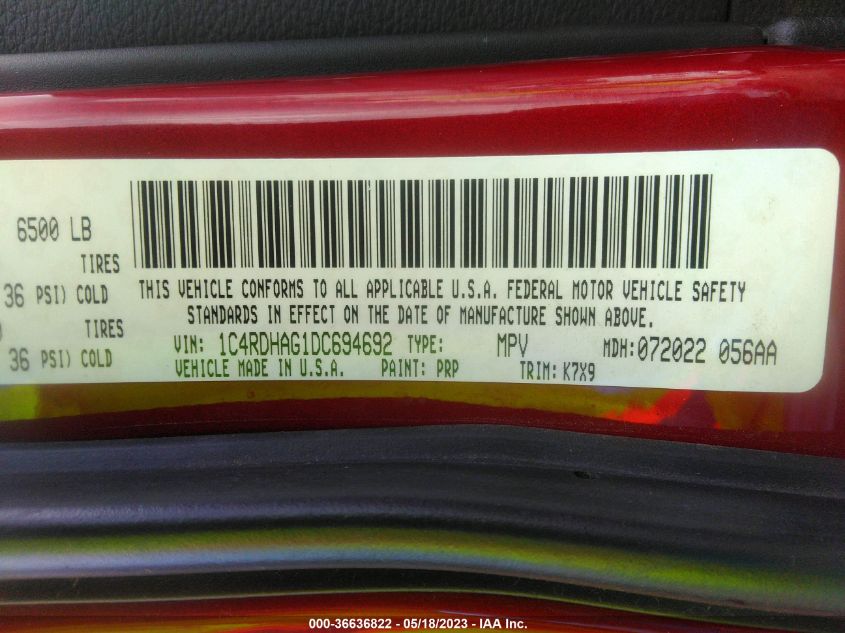 6500 LB
TIRES
36 PSI) COLD
TIRES
36 PSI) COLD
THIS VEHICLE CONFORMS TO ALL APPLICABLE U.S.A. FEDERAL MOTOR VEHICLE SAFETY
STANDARDS IN EFFECT ON THE DATE OF MANUFACTURE SHOWN ABOVE.
VIN: 1C4RDHAG1DC694692 TYPE: MPV MDH:072022 056AA
VEHICLE MADE IN U.S.A. PAINT: PRP TRIM: K7X9
000-36636822 - 05/18/2023 - IAA Inc.